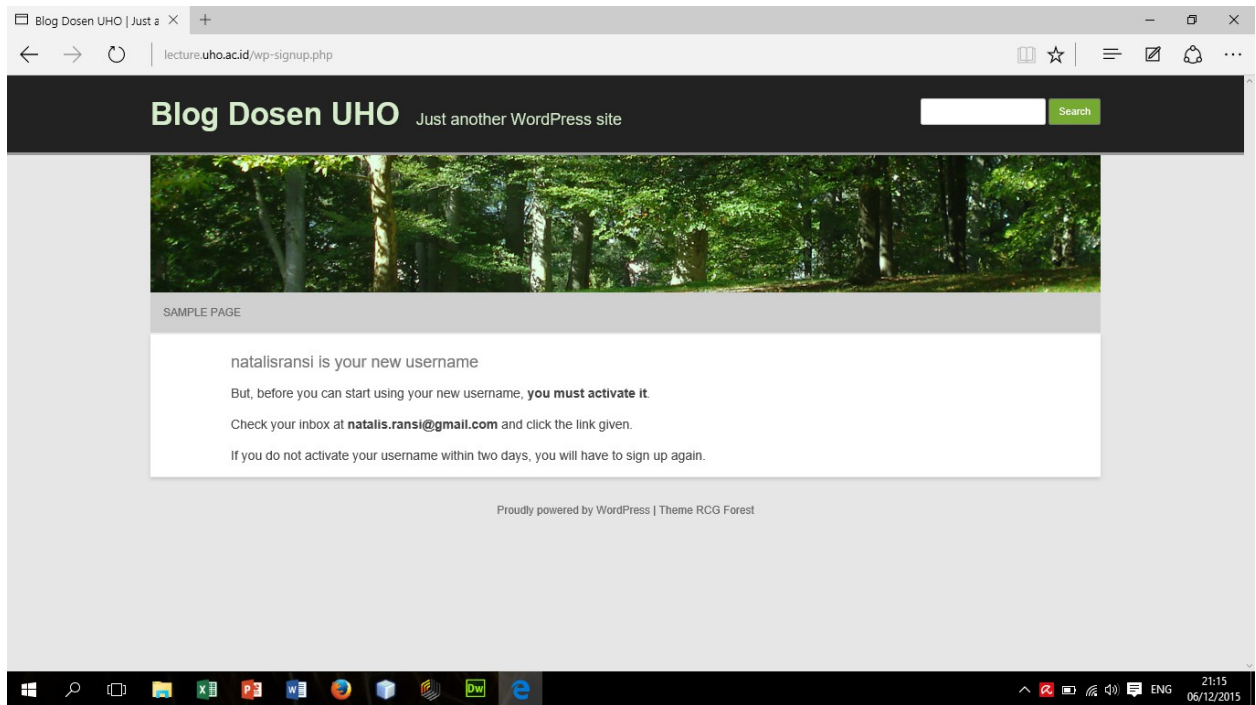 Blog Dosen UHO | Just a
lecture.uho.ac.id/wp-signup.php
Blog Dosen UHO Just another WordPress site
Search
SAMPLE PAGE
natalisransi is your new username
But, before you can start using your new username, you must activate it.
Check your inbox at natalis.ransi@gmail.com and click the link given.
If you do not activate your username within two days, you will have to sign up again.
Proudly powered by WordPress | Theme RCG Forest
Dw
ENG
21:15
06/12/2015